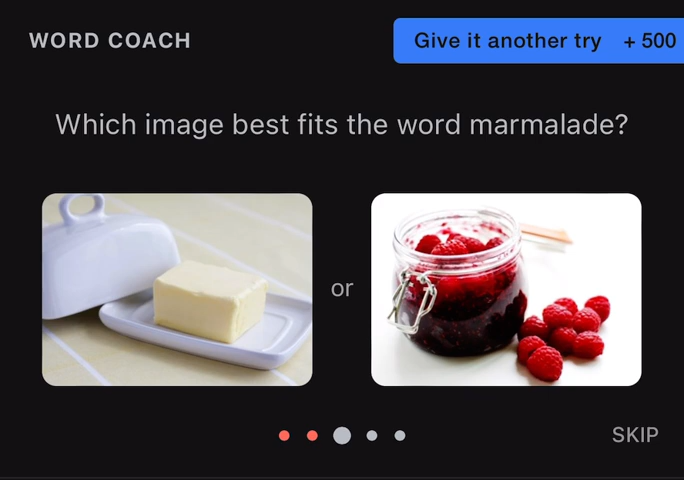 WORD COACH
Give it another try + 500
Which image best fits the word marmalade?
or
SKIP